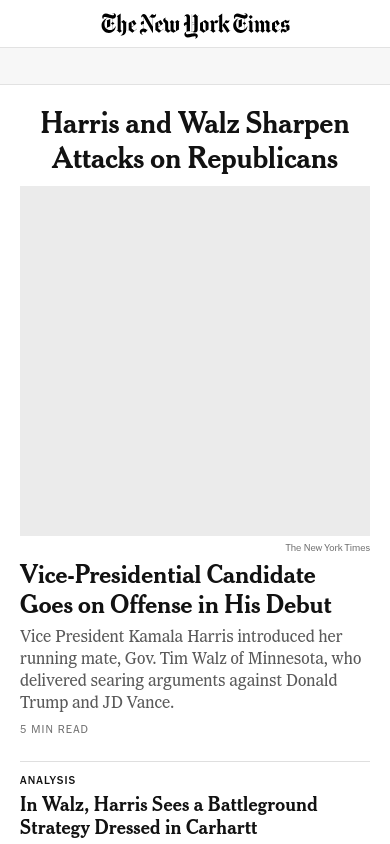 The New York Times
Harris and Walz Sharpen
Attacks on Republicans
The New York Times
Vice-Presidential Candidate
Goes on Offense in His Debut
Vice President Kamala Harris introduced her
running mate, Gov. Tim Walz of Minnesota, who
delivered searing arguments against Donald
Trump and JD Vance.
5 MIN READ
ANALYSIS
In Walz, Harris Sees a Battleground
Strategy Dressed in Carhartt